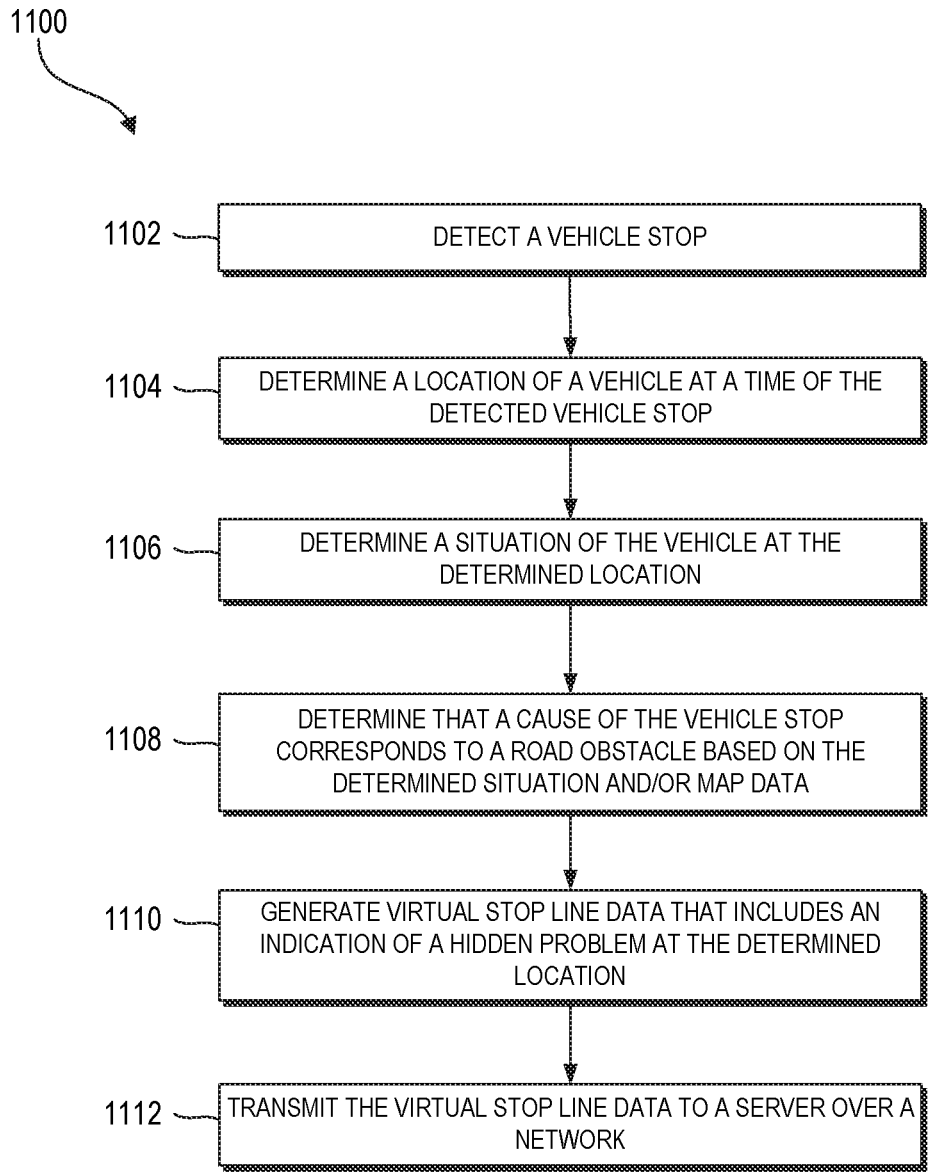 1100
1102
DETECT A VEHICLE STOP
1104
DETERMINE A LOCATION OF A VEHICLE AT A TIME OF THE
DETECTED VEHICLE STOP
1106
DETERMINE A SITUATION OF THE VEHICLE AT THE
DETERMINED LOCATION
1108
DETERMINE THAT A CAUSE OF THE VEHICLE STOP
CORRESPONDS TO A ROAD OBSTACLE BASED ON THE
DETERMINED SITUATION AND/OR MAP DATA
1110
GENERATE VIRTUAL STOP LINE DATA THAT INCLUDES AN
INDICATION OF A HIDDEN PROBLEM AT THE DETERMINED
LOCATION
1112
TRANSMIT THE VIRTUAL STOP LINE DATA TO A SERVER OVER A
NETWORK